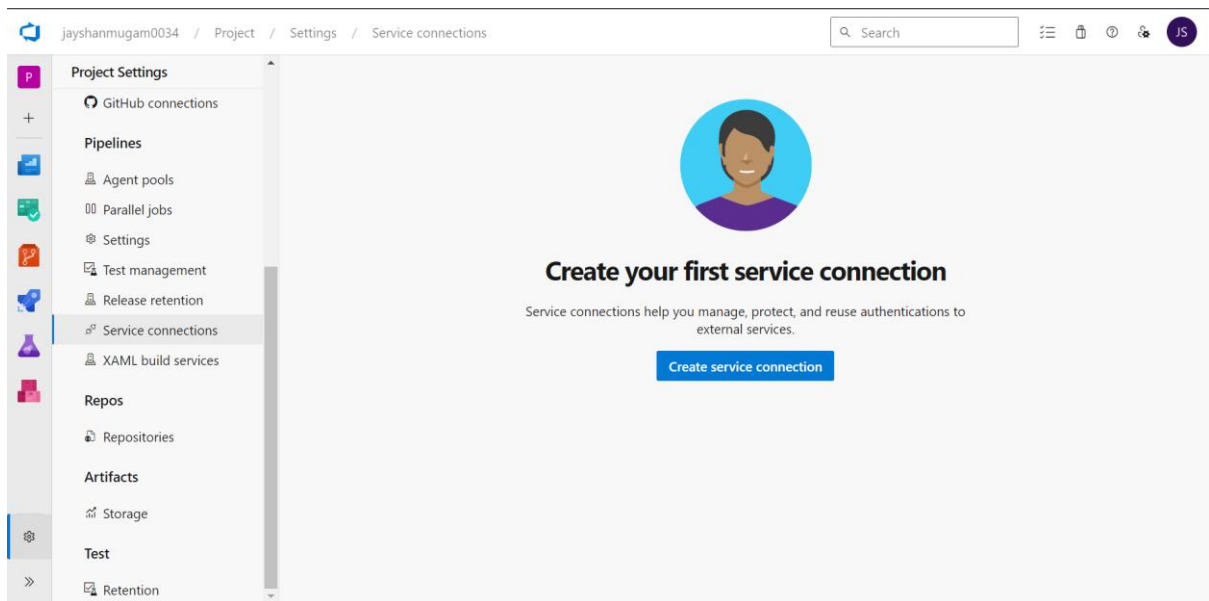 jayshanmugam0034 / Project / Settings / Service connections
Search
JS
P
Project Settings
GitHub connections
Pipelines
Agent pools
Parallel jobs
Settings
Test management
Release retention
Service connections
XAML build services
Repos
Repositories
Artifacts
Storage
Test
Retention
Create your first service connection
Service connections help you manage, protect, and reuse authentications to
external services.
Create service connection